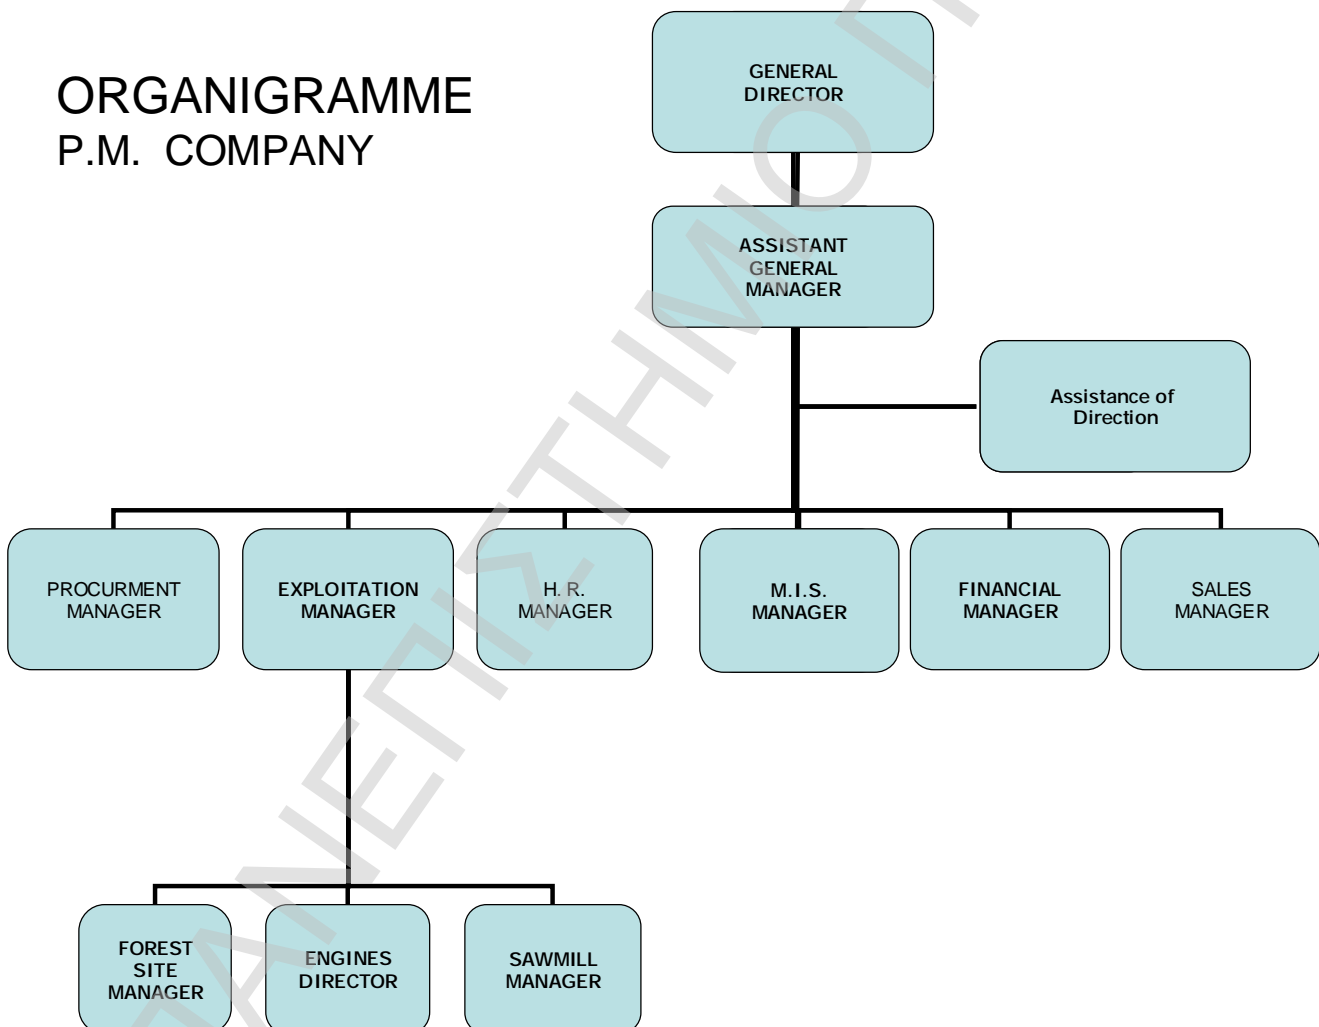 ORGANIGRAMME
P.M. COMPANY
GENERAL
DIRECTOR
ASSISTANT
GENERAL
MANAGER
Assistance of
Direction
PROCURMENT
MANAGER
EXPLOITATION
MANAGER
H. R.
MANAGER
M.I.S.
MANAGER
FINANCIAL
MANAGER
SALES
MANAGER
FOREST
SITE
MANAGER
ENGINES
DIRECTOR
SAWMILL
MANAGER
ΠΑΝΕΠΙΣΤΗΜΙΟ